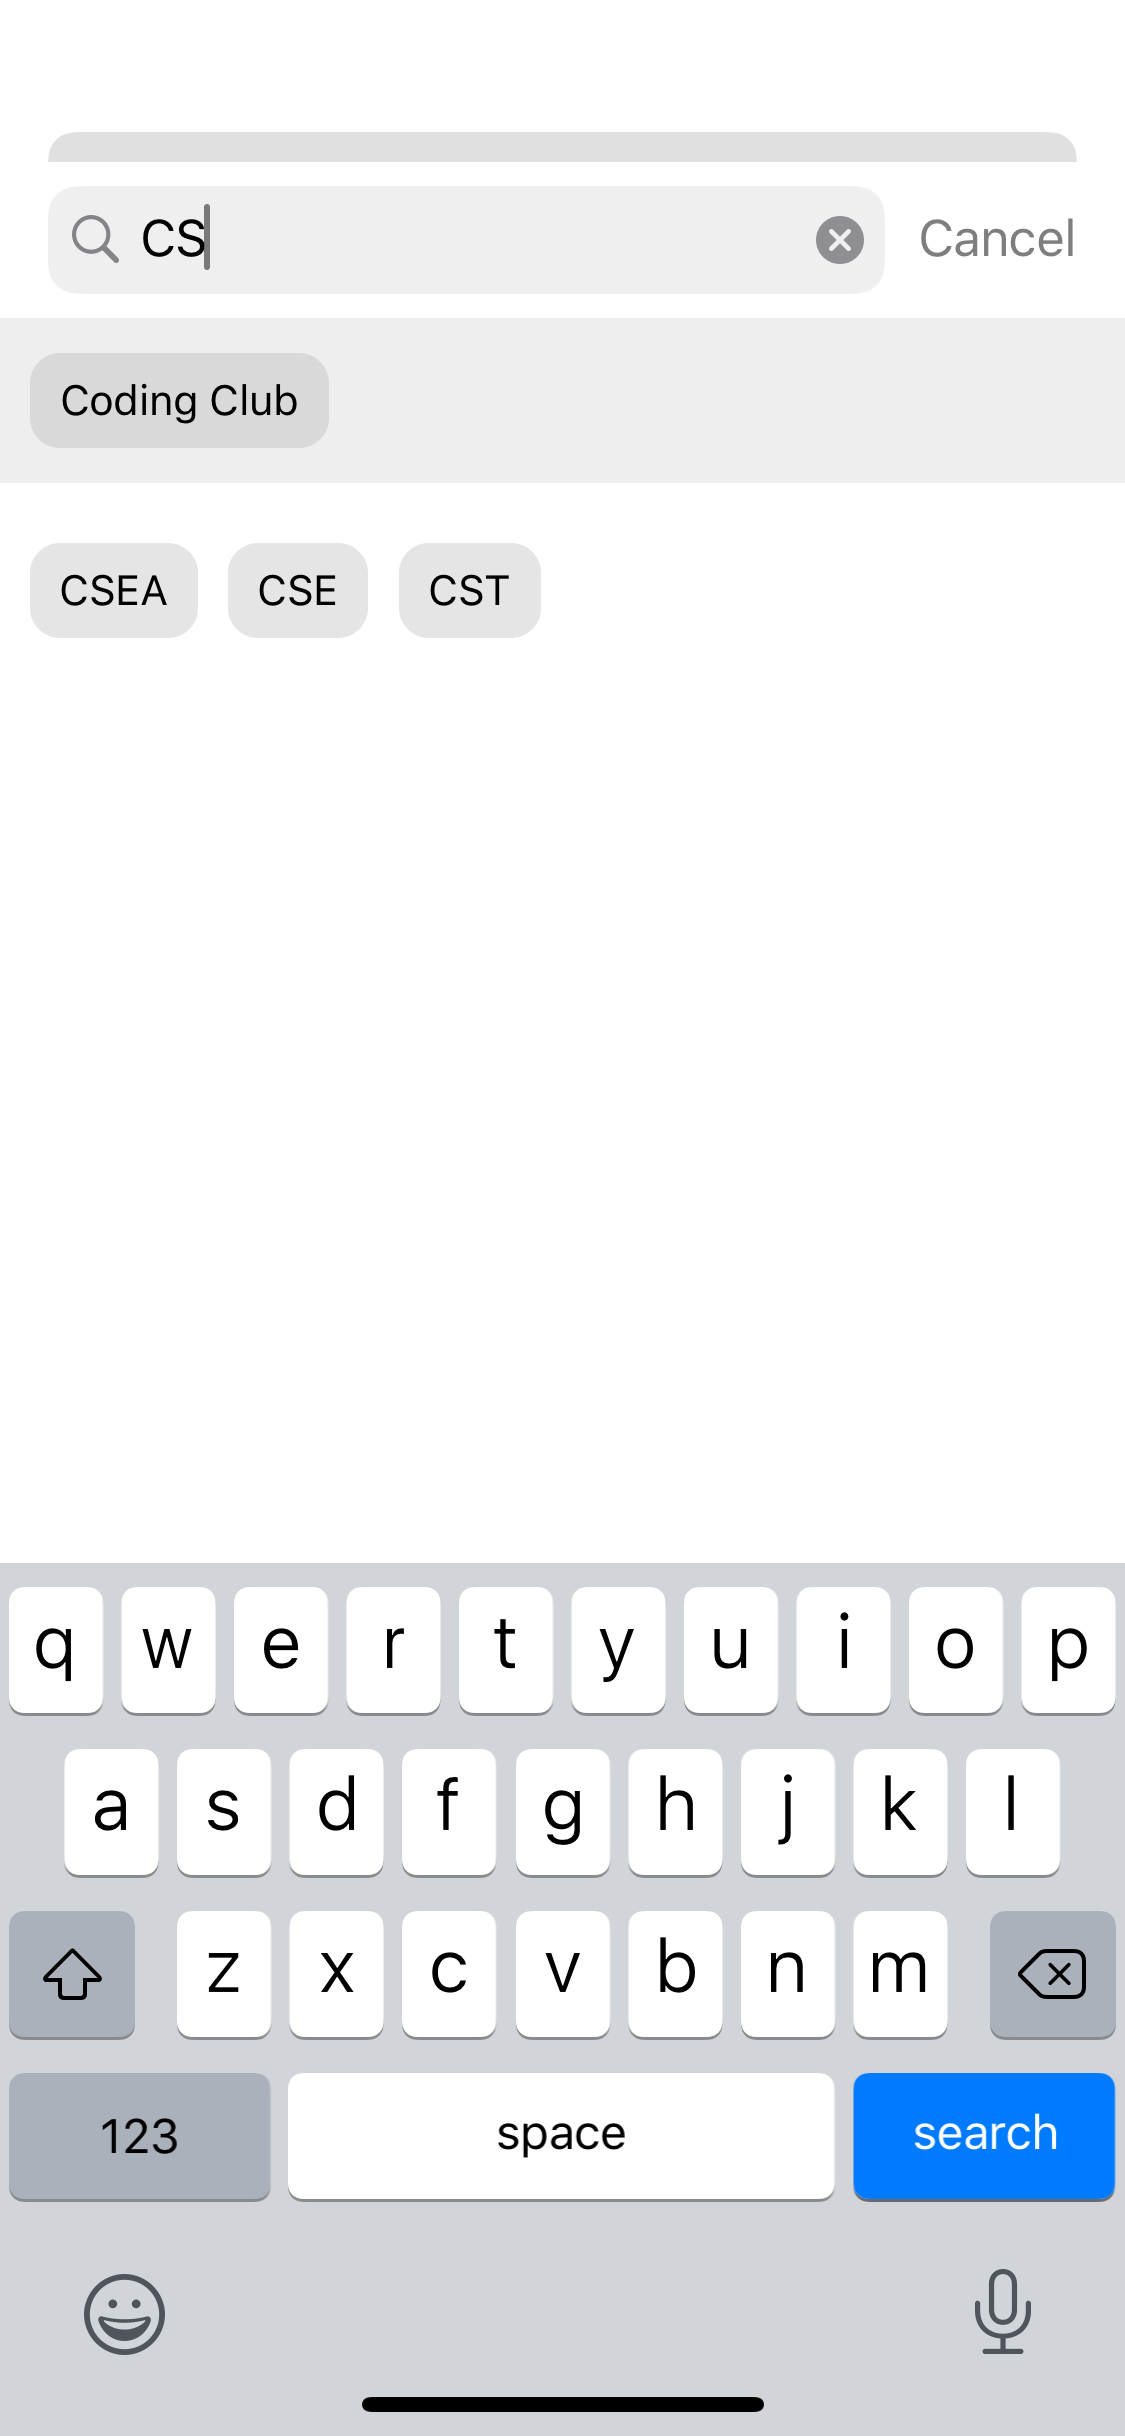 CS Cancel
Coding Club
CSEA CSE CST
q w e r t y u i o p
a s d f g h j k l
z x c v b n m
123 space search